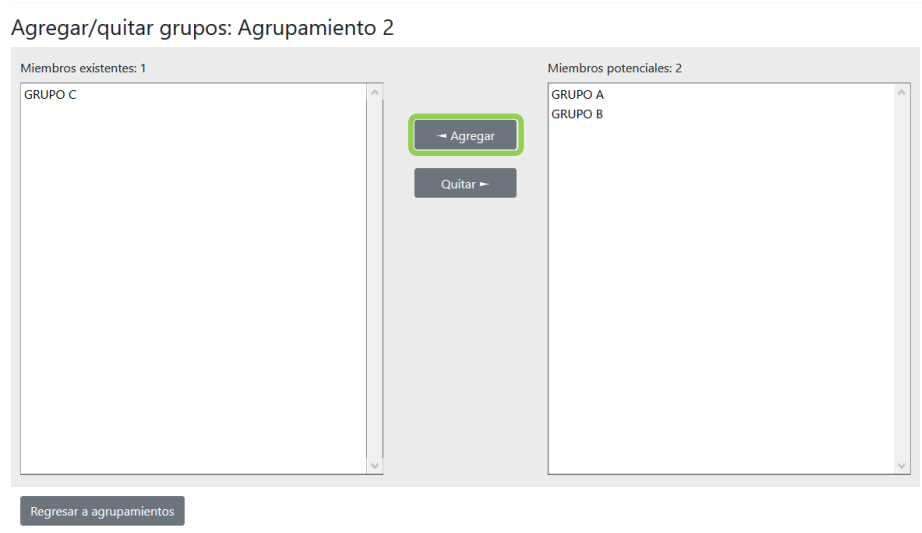 Agregar/quitar grupos: Agrupamiento 2
Miembros existentes: 1
GRUPO C
◄ Agregar
Quitar ►
Miembros potenciales: 2
GRUPO A
GRUPO B
Regresar a agrupamientos